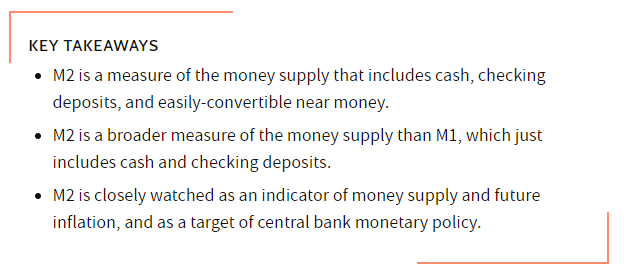 KEY TAKEAWAYS
• M2 is a measure of the money supply that includes cash, checking
deposits, and easily-convertible near money.
• M2 is a broader measure of the money supply than M1, which just
includes cash and checking deposits.
• M2 is closely watched as an indicator of money supply and future
inflation, and as a target of central bank monetary policy.